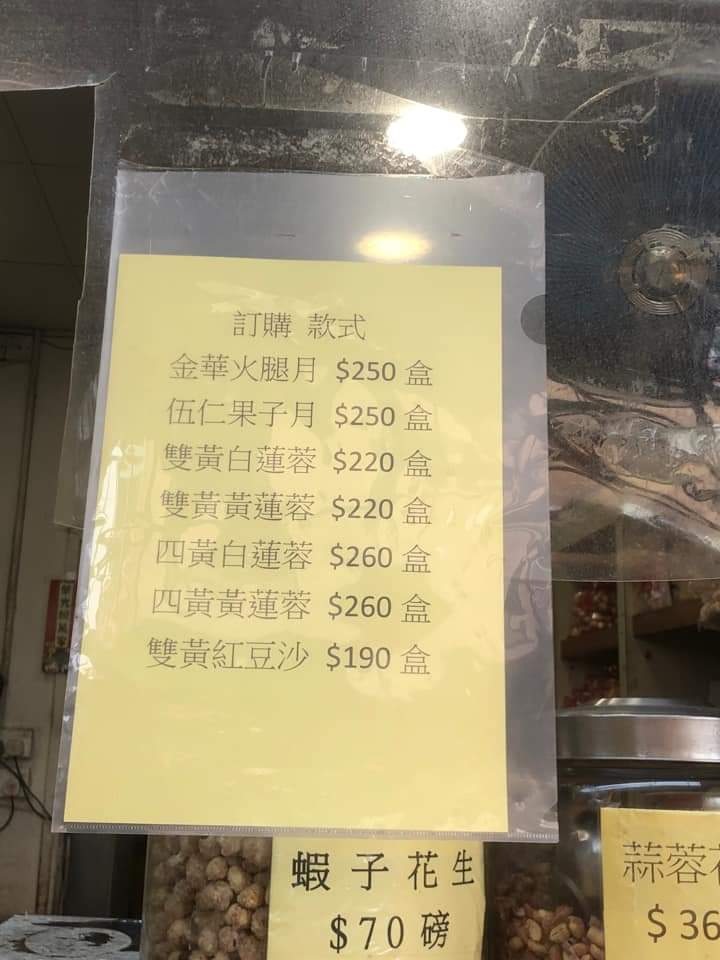 訂購 款式
金華火腿月 $250 盒
伍仁果子月 $250 盒
雙黃白蓮蓉 $220 盒
雙黃黃蓮蓉 $220 盒
四黃白蓮蓉 $260 盒
四黃黃蓮蓉 $260 盒
雙黃紅豆沙 $190 盒
蝦子花生
$70磅
蒜蓉
$36